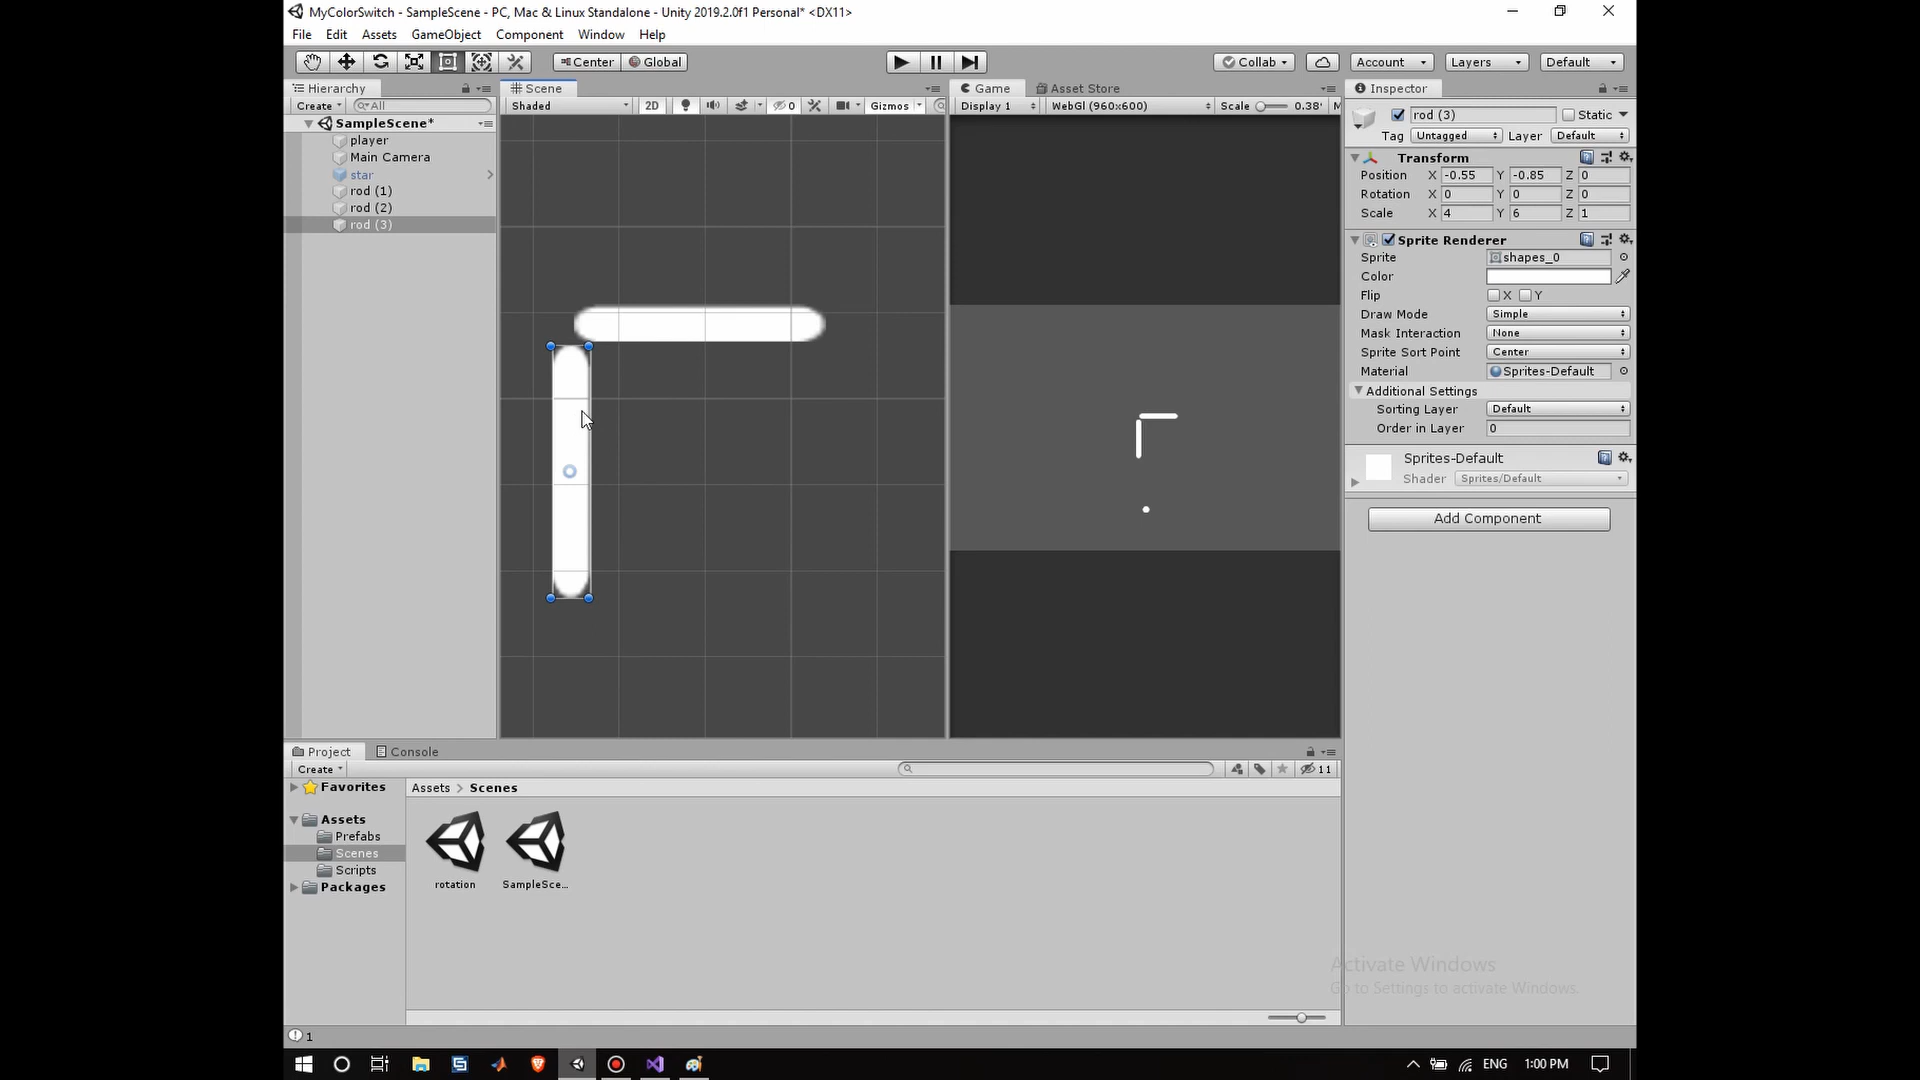 MyColorSwitch - SampleScene - PC, Mac & Linux Standalone - Unity 2019.2.0f1 Personal* <DX11>
File Edit Assets GameObject Component Window Help
Center Global Collab Account Layers Default
Hierarchy Scene Game Asset Store Inspector
Create All Shaded 2D 0 Gizmos Display 1 WebGl (960x600) Scale 0.38' M
rod (3) Static
SampleScene*
Tag Untagged Layer Default
player
Main Camera
star
rod (1)
rod (2)
rod (3)
Transform
Position X -0.55 Y -0.85 Z 0
Rotation X 0 Y 0 Z 0
Scale X 4 Y 6 Z 1
Sprite Renderer
Sprite shapes_0
Color
Flip X Y
Draw Mode Simple
Mask Interaction None
Sprite Sort Point Center
Material Sprites-Default
Additional Settings
Sorting Layer Default
Order in Layer 0
Sprites-Default
Shader Sprites/Default
Add Component
Project Console
Create 11
Favorites
Assets
Prefabs
Scenes
Scripts
Packages
Assets > Scenes
rotation SampleSce...
Activate Windows
Go to Settings to activate Windows.
1
ENG 1:00 PM